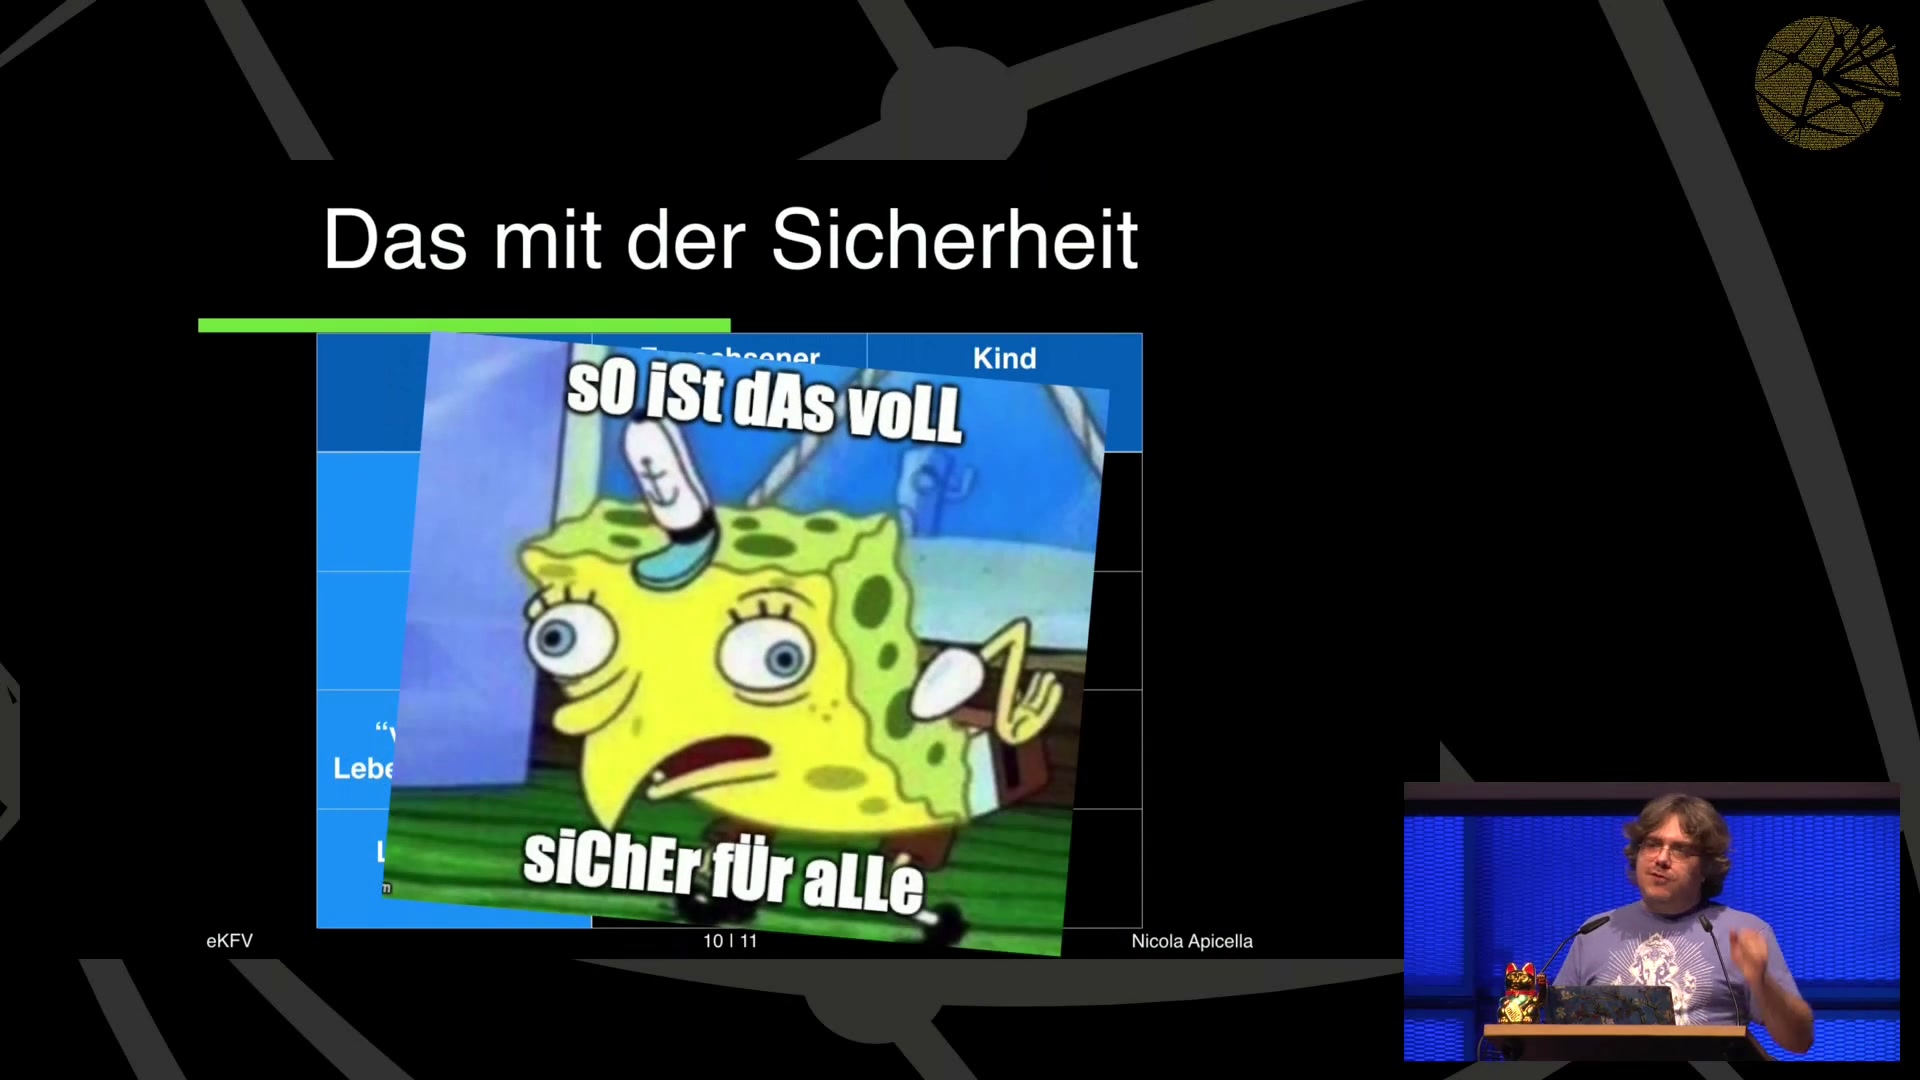 Das mit der Sicherheit
Kind
sO iSt dAs voLL
Lebe
siChEr fÜr aLLe
eKFV
10 | 11
Nicola Apicella